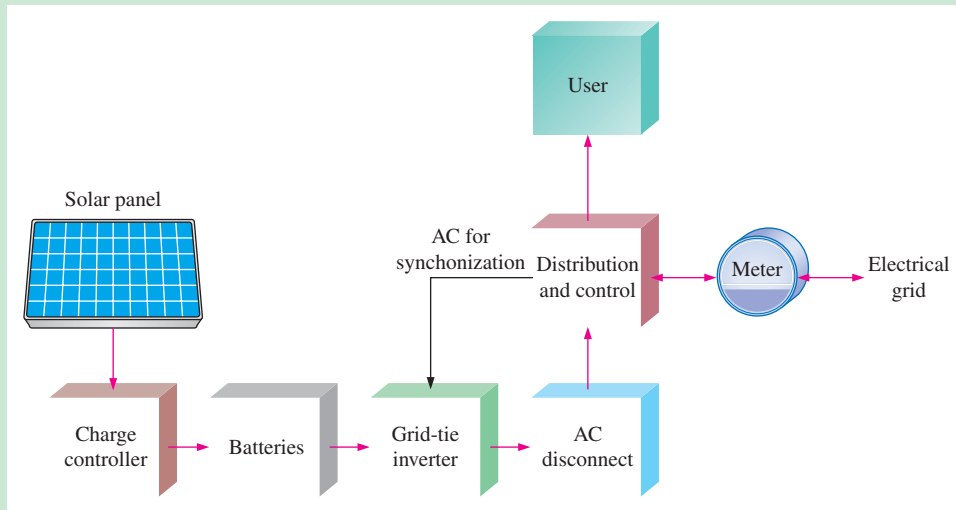 User
Solar panel
AC for
synchonization
Distribution
and control
Meter
Electrical
grid
Charge
controller
Batteries
Grid-tie
inverter
AC
disconnect